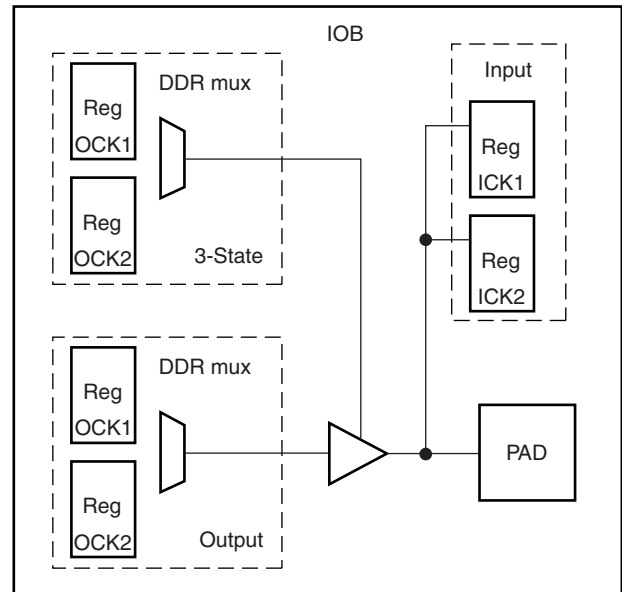 IOB
DDR mux
Reg
OCK1
Reg
OCK2
3-State
Input
Reg
ICK1
Reg
ICK2
DDR mux
Reg
OCK1
Reg
OCK2
Output
PAD